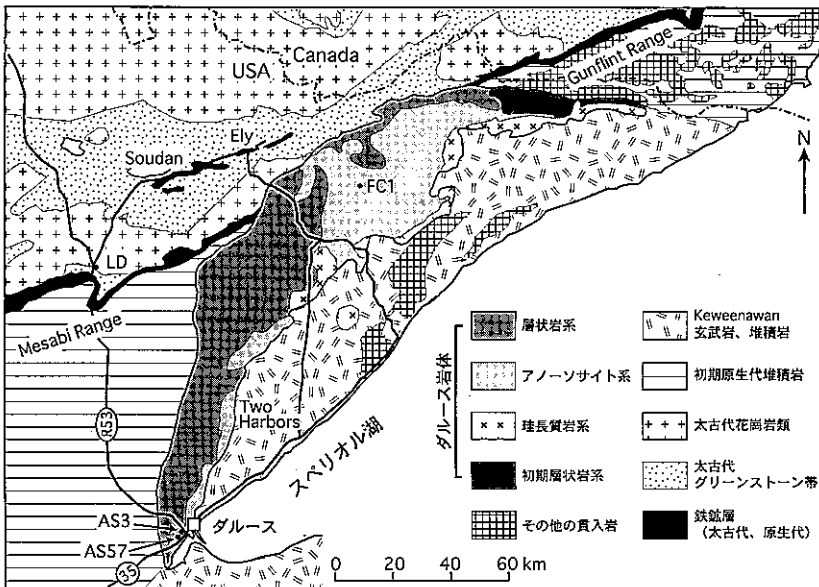 Canada
USA
Gunflint Range
Ely
Soudan
N
FC1
LD
Mesabi Range
R53
Two
Harbors
スペリオル湖
AS3
AS57
ダルース
35
0 20 40 60 km
ダルース岩体
層状岩系
アノーソサイト系
珪長質岩系
初期層状岩系
その他の貫入岩
Keweenawan
玄武岩、堆積岩
初期原生代堆積岩
太古代花崗岩類
太古代
グリーンストーン帯
鉄鉱層
(太古代、原生代)